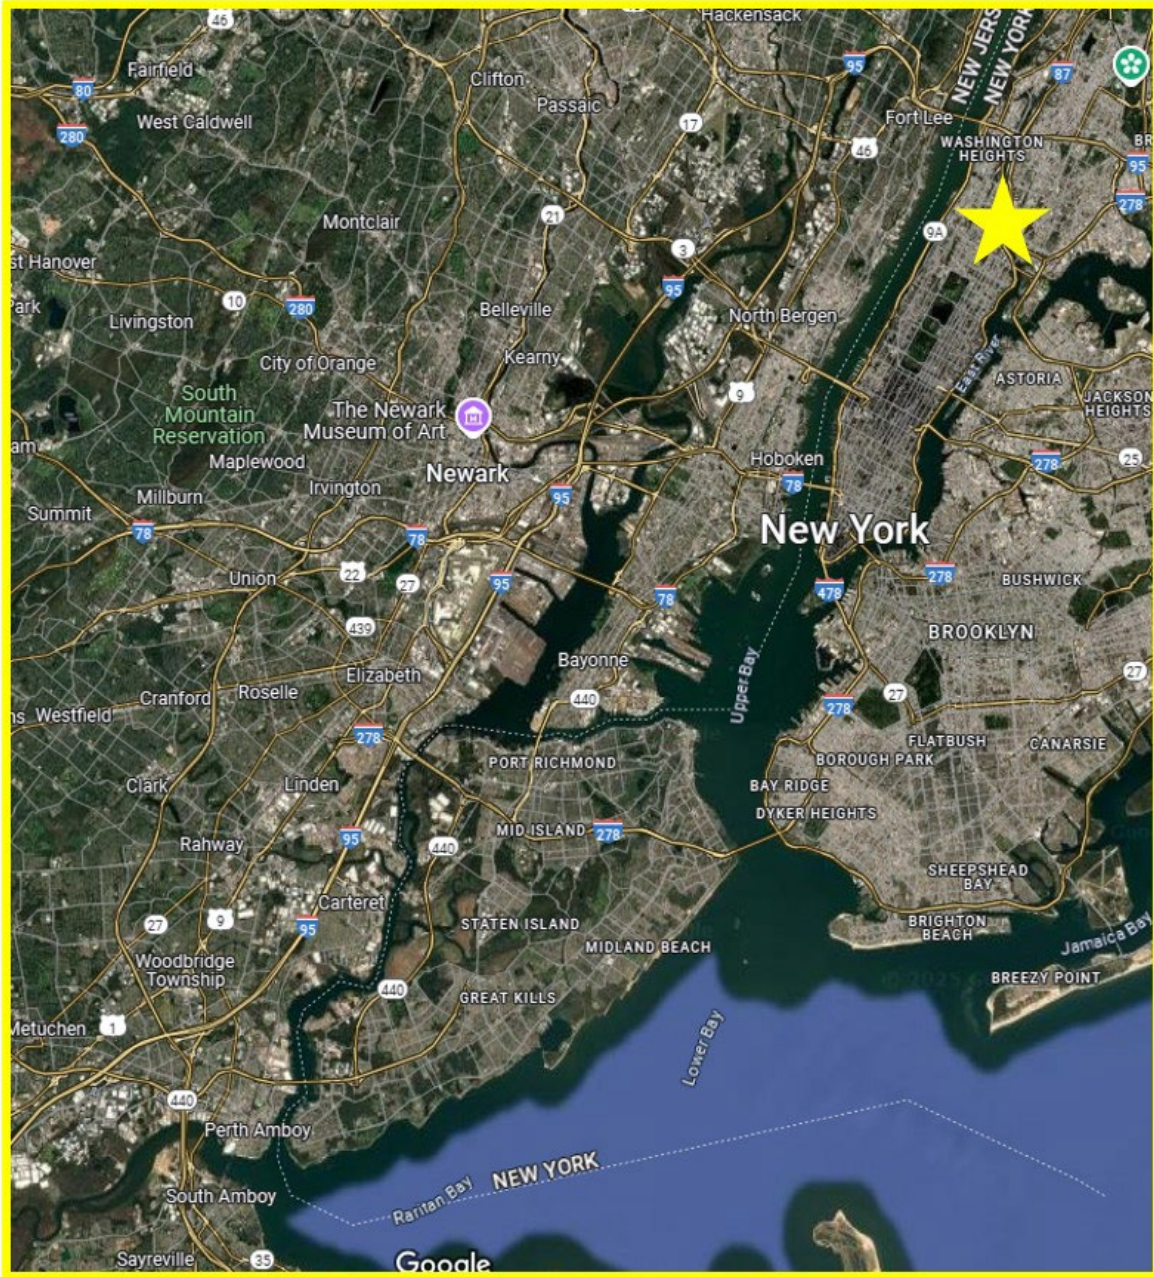 Hackensack
46
95
NEW JERS
NEW YORK
87
Fairfield
80
Clifton
Passaic
West Caldwell
280
17
Fort Lee
46
WASHINGTON
HEIGHTS
BR
95
278
Montclair
21
9A
3
st Hanover
95
10
280
Park
Livingston
Belleville
North Bergen
City of Orange
Kearny
East River
ASTORIA
South
Mountain
Reservation
9
JACKSON
HEIGHTS
The Newark
Museum of Art
am
Maplewood
Newark
Hoboken
278
25
Millburn
Irvington
95
78
Summit
78
78
New York
Union
22
27
95
78
478
278
BUSHWICK
439
BROOKLYN
Elizabeth
Bayonne
Upper Bay
27
Cranford
Roselle
440
278
27
ns
Westfield
278
FLATBUSH
CANARSIE
PORT RICHMOND
BOROUGH PARK
Clark
Linden
BAY RIDGE
DYKER HEIGHTS
95
MID ISLAND
278
Rahway
440
SHEEPSHEAD
BAY
Carteret
27
9
95
STATEN ISLAND
BRIGHTON
BEACH
MIDLAND BEACH
Jamaica Bay
Woodbridge
Township
440
GREAT KILLS
BREEZY POINT
Metuchen
1
Lower Bay
440
Perth Amboy
NEW YORK
South Amboy
Raritan Bay
Sayreville
35
Google